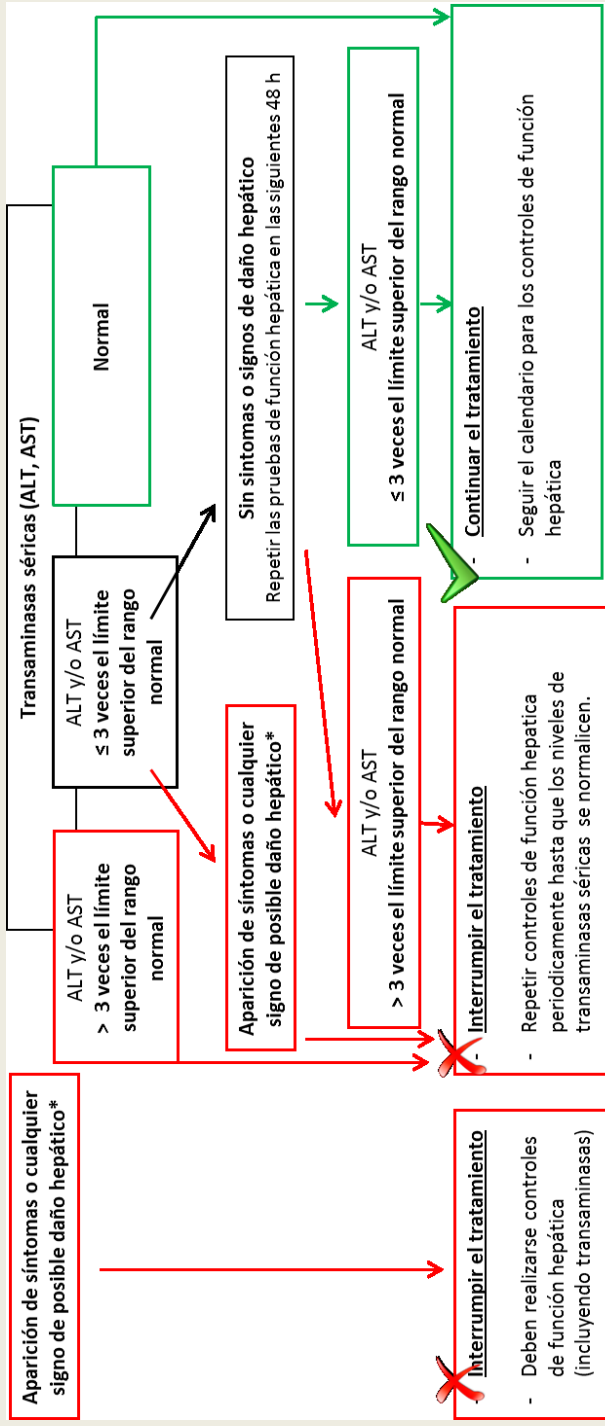 Aparición de síntomas o cualquier
signo de posible daño hepático*
- Interrumpir el tratamiento
- Deben realizarse controles
de función hepática
(incluyendo transaminasas)
Transaminasas séricas (ALT, AST)
ALT y/o AST
> 3 veces el límite
superior del rango
normal
ALT y/o AST
≤ 3 veces el límite
superior del rango
normal
Normal
Aparición de síntomas o cualquier
signo de posible daño hepático*
Sin sintomas o signos de daño hepático
Repetir las pruebas de función hepática en las siguientes 48 h
ALT y/o AST
> 3 veces el límite superior del rango normal
ALT y/o AST
≤ 3 veces el límite superior del rango normal
- Interrumpir el tratamiento
- Repetir controles de función hepatica
periodicamente hasta que los niveles de
transaminasas séricas se normalicen.
- Continuar el tratamiento
- Seguir el calendario para los controles de función
hepática